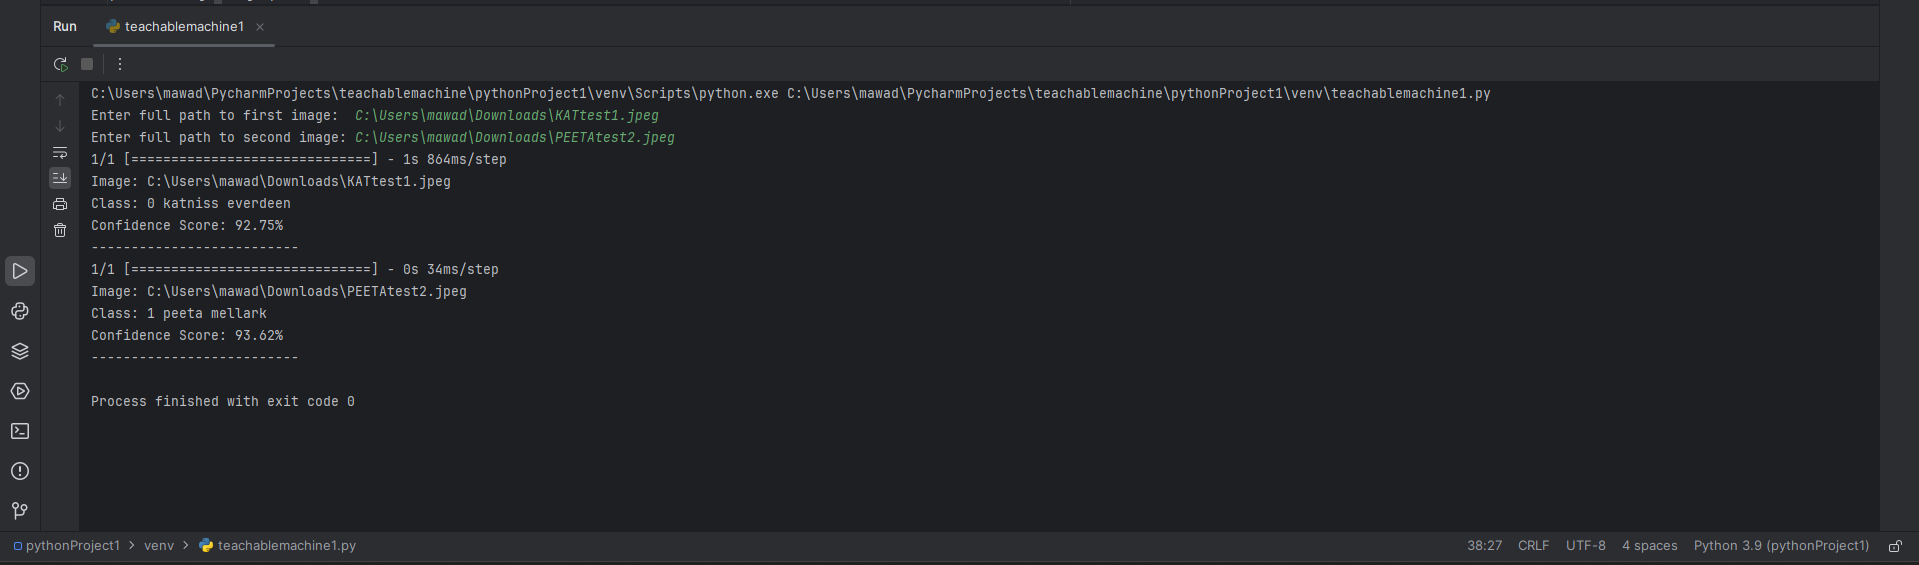 Run teachablemachine1
C:\Users\mawad\PycharmProjects\teachablemachine\pythonProject1\venv\Scripts\python.exe C:\Users\mawad\PycharmProjects\teachablemachine\pythonProject1\venv\teachablemachine1.py
Enter full path to first image:  C:\Users\mawad\Downloads\KATtest1.jpeg
Enter full path to second image: C:\Users\mawad\Downloads\PEETAtest2.jpeg
1/1 [==============================] - 1s 864ms/step
Image: C:\Users\mawad\Downloads\KATtest1.jpeg
Class: 0 katniss everdeen
Confidence Score: 92.75%
--------------------------
1/1 [==============================] - 0s 34ms/step
Image: C:\Users\mawad\Downloads\PEETAtest2.jpeg
Class: 1 peeta mellark
Confidence Score: 93.62%
--------------------------
Process finished with exit code 0
pythonProject1 > venv > teachablemachine1.py 38:27 CRLF UTF-8 4 spaces Python 3.9 (pythonProject1)